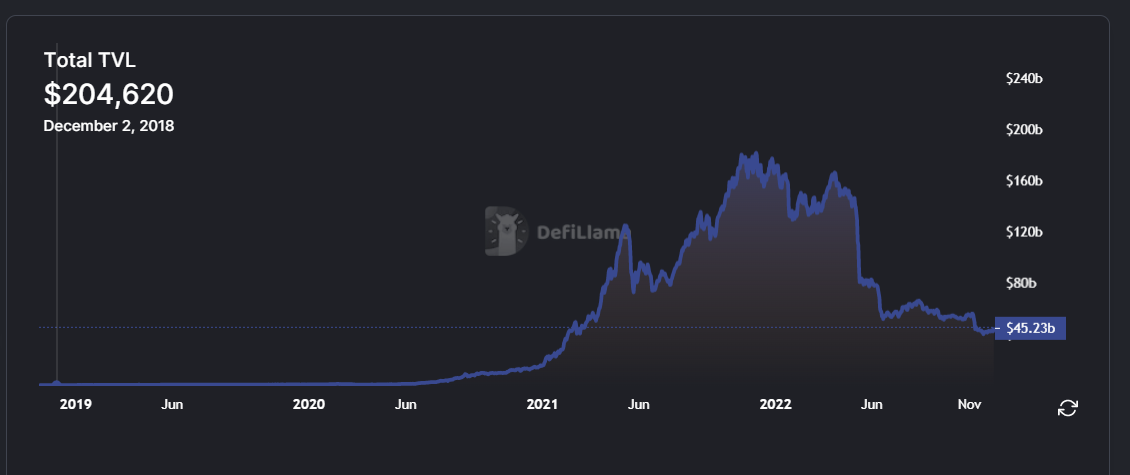 Total TVL
$204,620
December 2, 2018
$240b
$200b
$160b
DefiLlama
$120b
$80b
$45.23b
2019 Jun 2020 Jun 2021 Jun 2022 Jun Nov